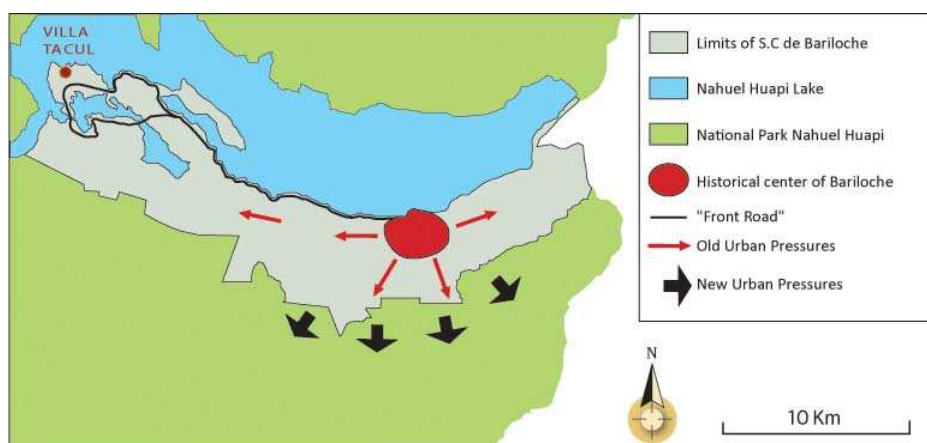 VILLA
TACUL
Limits of S.C de Bariloche
Nahuel Huapi Lake
National Park Nahuel Huapi
Historical center of Bariloche
"Front Road"
Old Urban Pressures
New Urban Pressures
N
10 Km